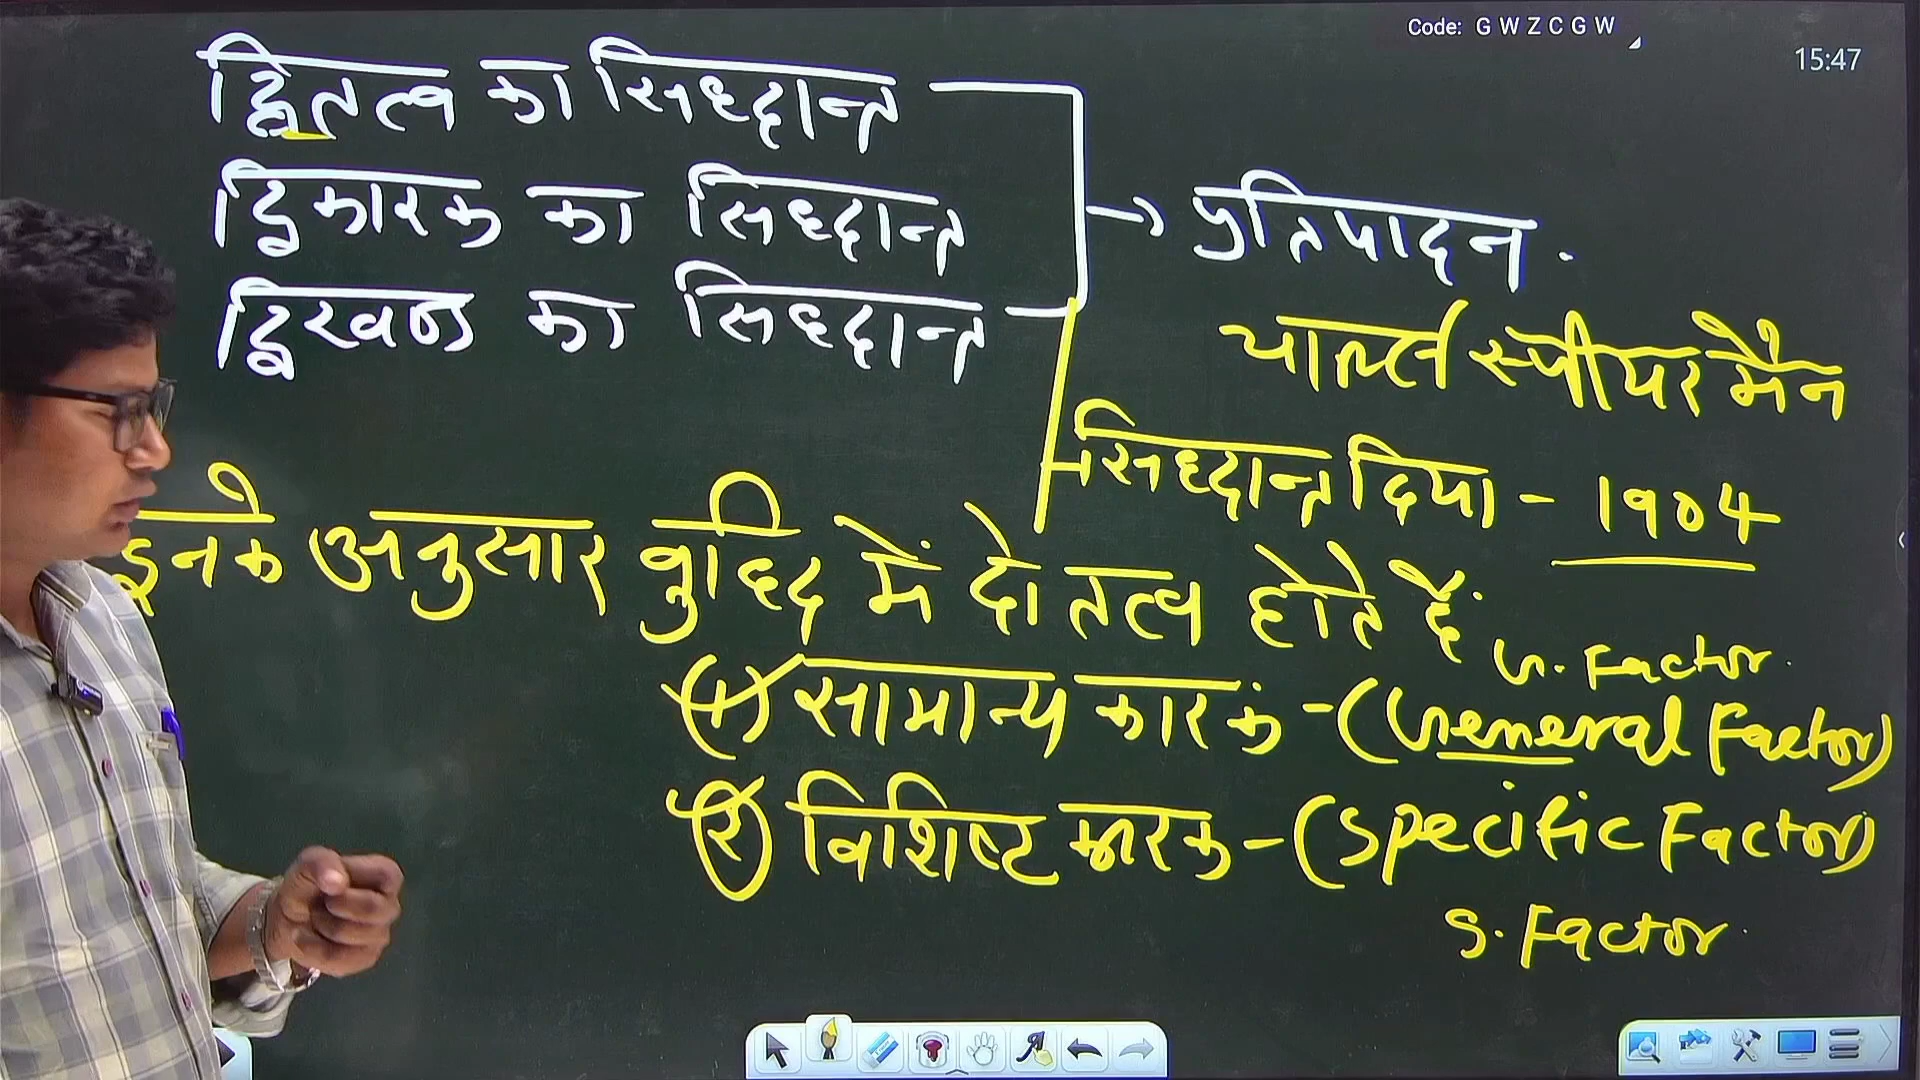 Code: G W Z C G W
15:47
द्वितत्व का सिध्दान्त
द्विकारक का सिध्दान्त
द्विखण्ड का सिध्दान्त
→ प्रतिपादन.
चार्ल्स स्पीयर मैन
सिध्दान्त दिया - 1904
इनके अनुसार बुध्दि में दो तत्व होते हैं
G. Factor.
(1) सामान्य कारक - (General Factor)
(2) विशिष्ट कारक - (Specific Factor)
S. Factor